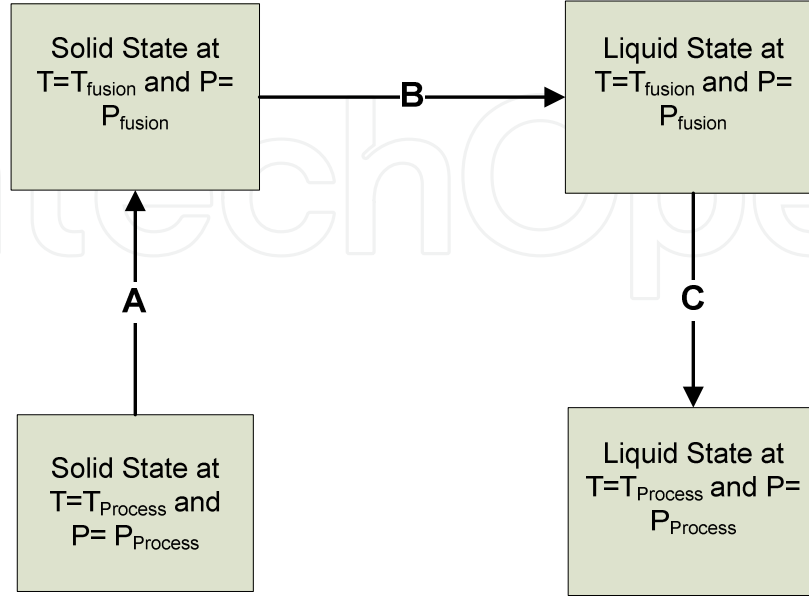 Solid State at
T=Tfusion and P=
Pfusion
B
Liquid State at
T=Tfusion and P=
Pfusion
A
C
Solid State at
T=TProcess and
P= PProcess
Liquid State at
T=TProcess and P=
PProcess